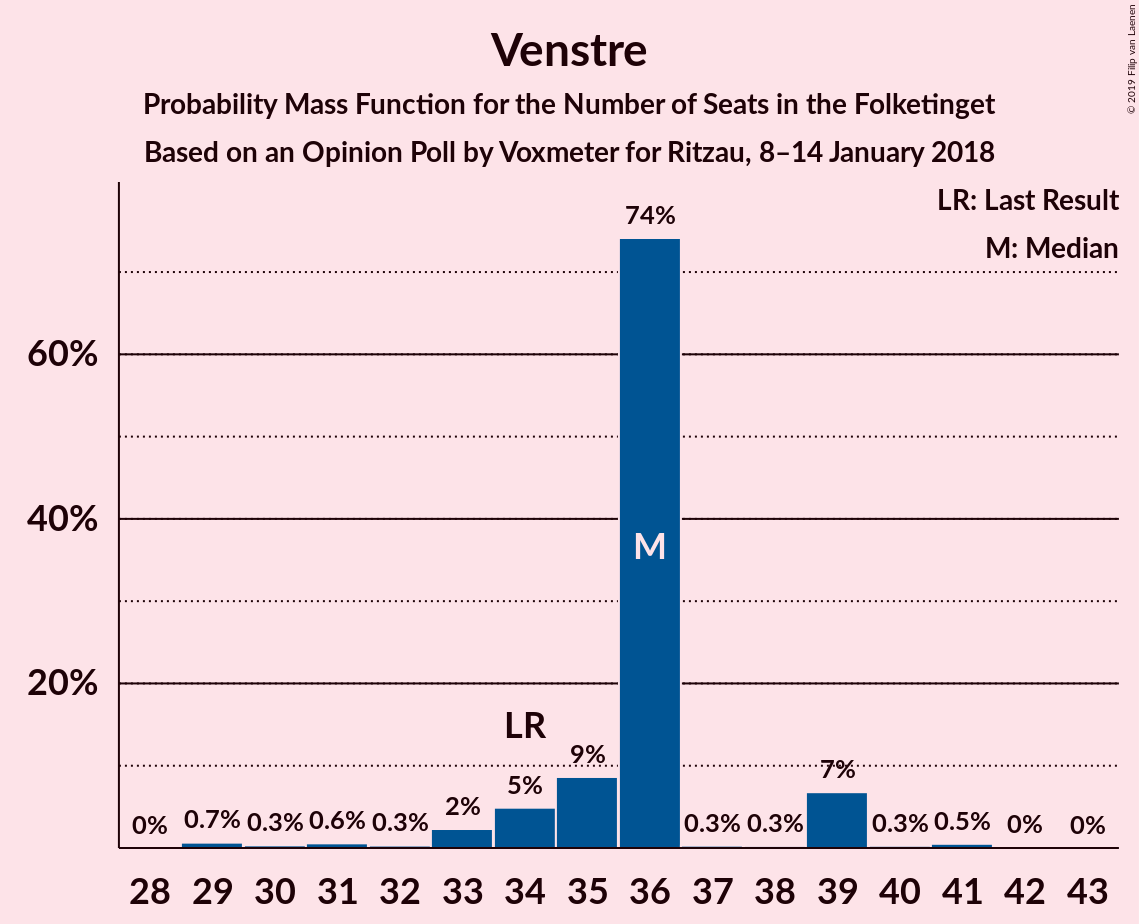 Venstre
Probability Mass Function for the Number of Seats in the Folketinget
Based on an Opinion Poll by Voxmeter for Ritzau, 8–14 January 2018
© 2019 Filip van Laenen
LR: Last Result
M: Median
74%
60%
40%
M
20%
LR
9%
7%
5%
2%
0% 0.7% 0.3% 0.6% 0.3% 0.3% 0.3% 0.3% 0.5% 0% 0%
28 29 30 31 32 33 34 35 36 37 38 39 40 41 42 43